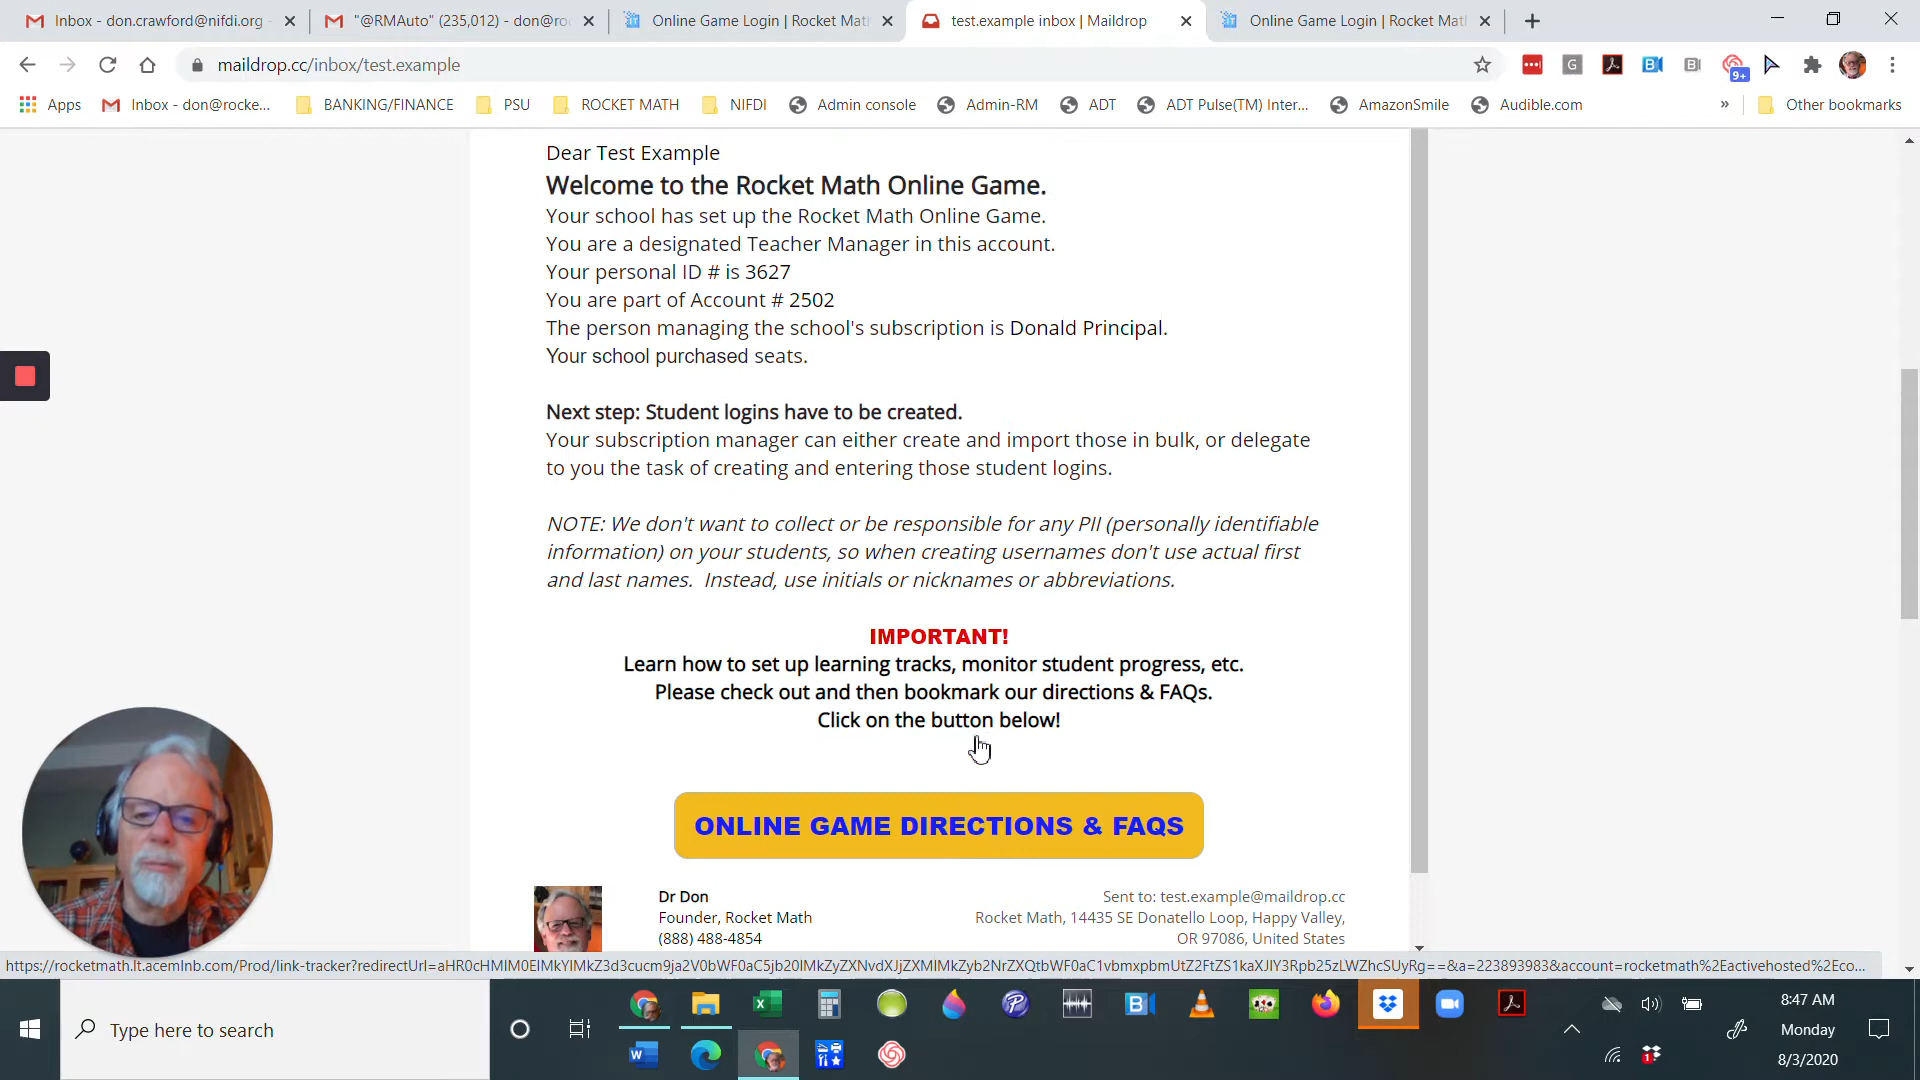 Inbox - don.crawford@nifdi.org -
"@RMAuto" (235,012) - don@ro
Online Game Login | Rocket Mat
test.example inbox | Maildrop
Online Game Login | Rocket Mat
maildrop.cc/inbox/test.example
9+
Apps
Inbox - don@rocke...
BANKING/FINANCE
PSU
ROCKET MATH
NIFDI
Admin console
Admin-RM
ADT
ADT Pulse(TM) Inter...
AmazonSmile
Audible.com
»
Other bookmarks
Dear Test Example
Welcome to the Rocket Math Online Game.
Your school has set up the Rocket Math Online Game.
You are a designated Teacher Manager in this account.
Your personal ID # is 3627
You are part of Account # 2502
The person managing the school's subscription is Donald Principal.
Your school purchased seats.
Next step: Student logins have to be created.
Your subscription manager can either create and import those in bulk, or delegate
to you the task of creating and entering those student logins.
NOTE: We don't want to collect or be responsible for any PII (personally identifiable
information) on your students, so when creating usernames don't use actual first
and last names. Instead, use initials or nicknames or abbreviations.
IMPORTANT!
Learn how to set up learning tracks, monitor student progress, etc.
Please check out and then bookmark our directions & FAQs.
Click on the button below!
ONLINE GAME DIRECTIONS & FAQS
Dr Don
Founder, Rocket Math
(888) 488-4854
Sent to: test.example@maildrop.cc
Rocket Math, 14435 SE Donatello Loop, Happy Valley,
OR 97086, United States
Type here to search
8:47 AM
Monday
8/3/2020